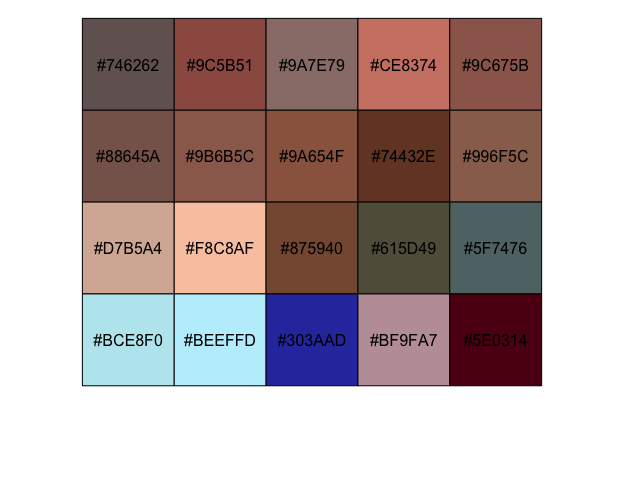 #746262 #9C5B51 #9A7E79 #CE8374 #9C675B
#88645A #9B6B5C #9A654F #74432E #996F5C
#D7B5A4 #F8C8AF #875940 #615D49 #5F7476
#BCE8F0 #BEEFFD #303AAD #BF9FA7 #5E0314